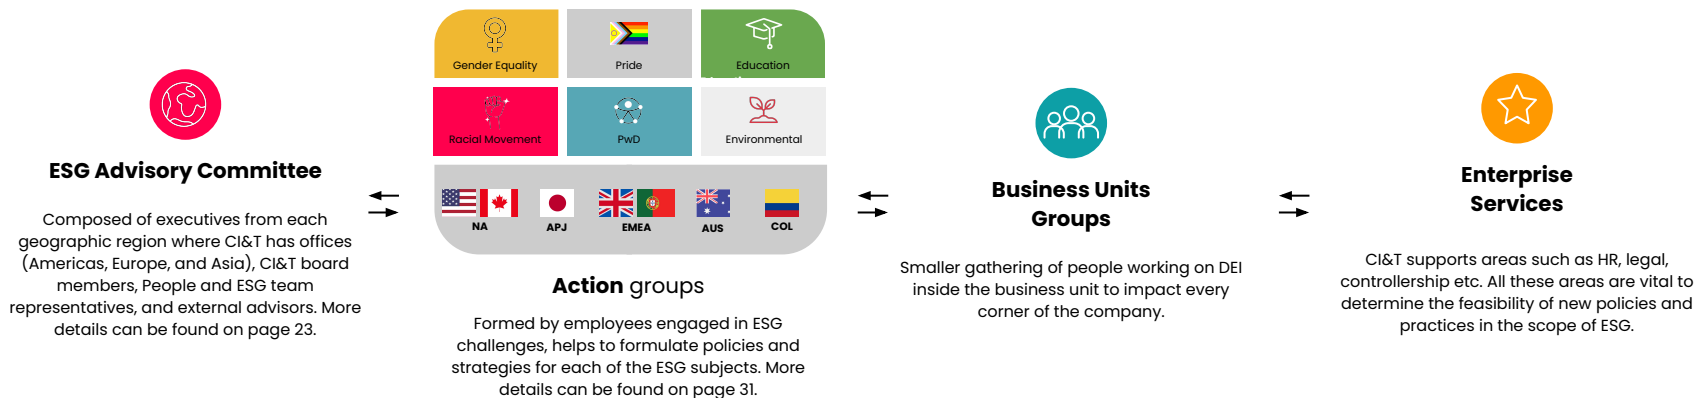 ESG Advisory Committee
Composed of executives from each
geographic region where CI&T has offices
(Americas, Europe, and Asia), CI&T board
members, People and ESG team
representatives, and external advisors. More
details can be found on page 23.
Gender Equality
Pride
Education
Racial Movement
PwD
Environmental
NA
APJ
EMEA
AUS
COL
Action groups
Formed by employees engaged in ESG
challenges, helps to formulate policies and
strategies for each of the ESG subjects. More
details can be found on page 31.
Business Units
Groups
Smaller gathering of people working on DEI
inside the business unit to impact every
corner of the company.
Enterprise
Services
CI&T supports areas such as HR, legal,
controllership etc. All these areas are vital to
determine the feasibility of new policies and
practices in the scope of ESG.